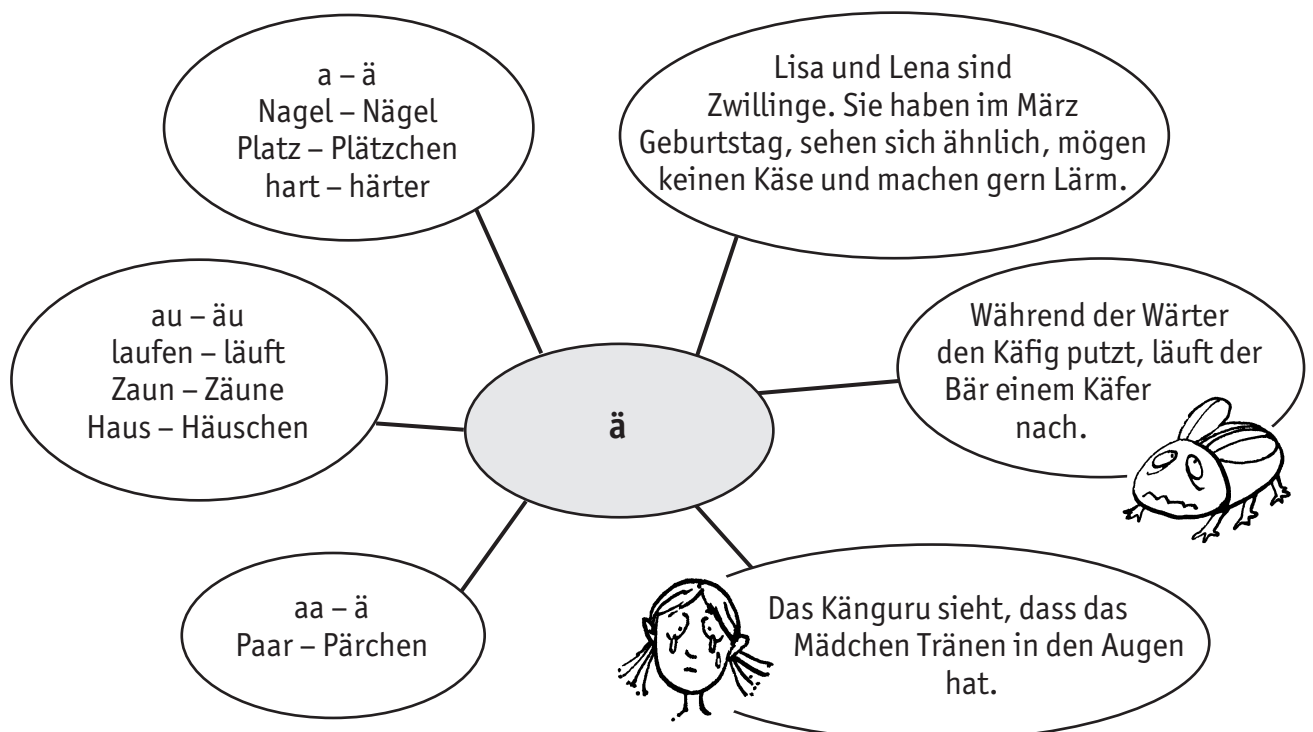 a – ä
Nagel – Nägel
Platz – Plätzchen
hart – härter
Lisa und Lena sind
Zwillinge. Sie haben im März
Geburtstag, sehen sich ähnlich, mögen
keinen Käse und machen gern Lärm.
au – äu
laufen – läuft
Zaun – Zäune
Haus – Häuschen
Während der Wärter
den Käfig putzt, läuft der
Bär einem Käfer
nach.
ä
aa – ä
Paar – Pärchen
Das Känguru sieht, dass das
Mädchen Tränen in den Augen
hat.